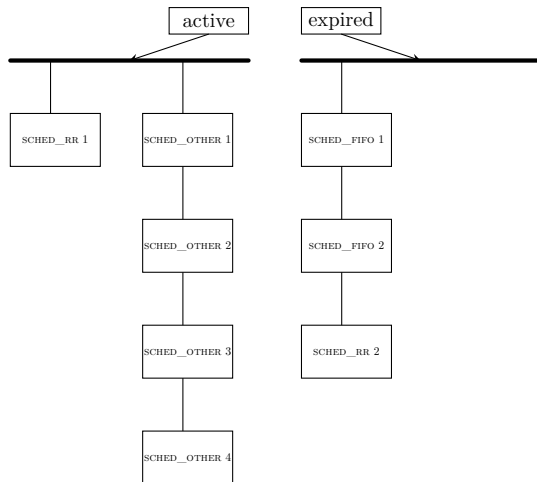 active
expired
SCHED_RR 1
SCHED_OTHER 1
SCHED_FIFO 1
SCHED_OTHER 2
SCHED_FIFO 2
SCHED_OTHER 3
SCHED_RR 2
SCHED_OTHER 4